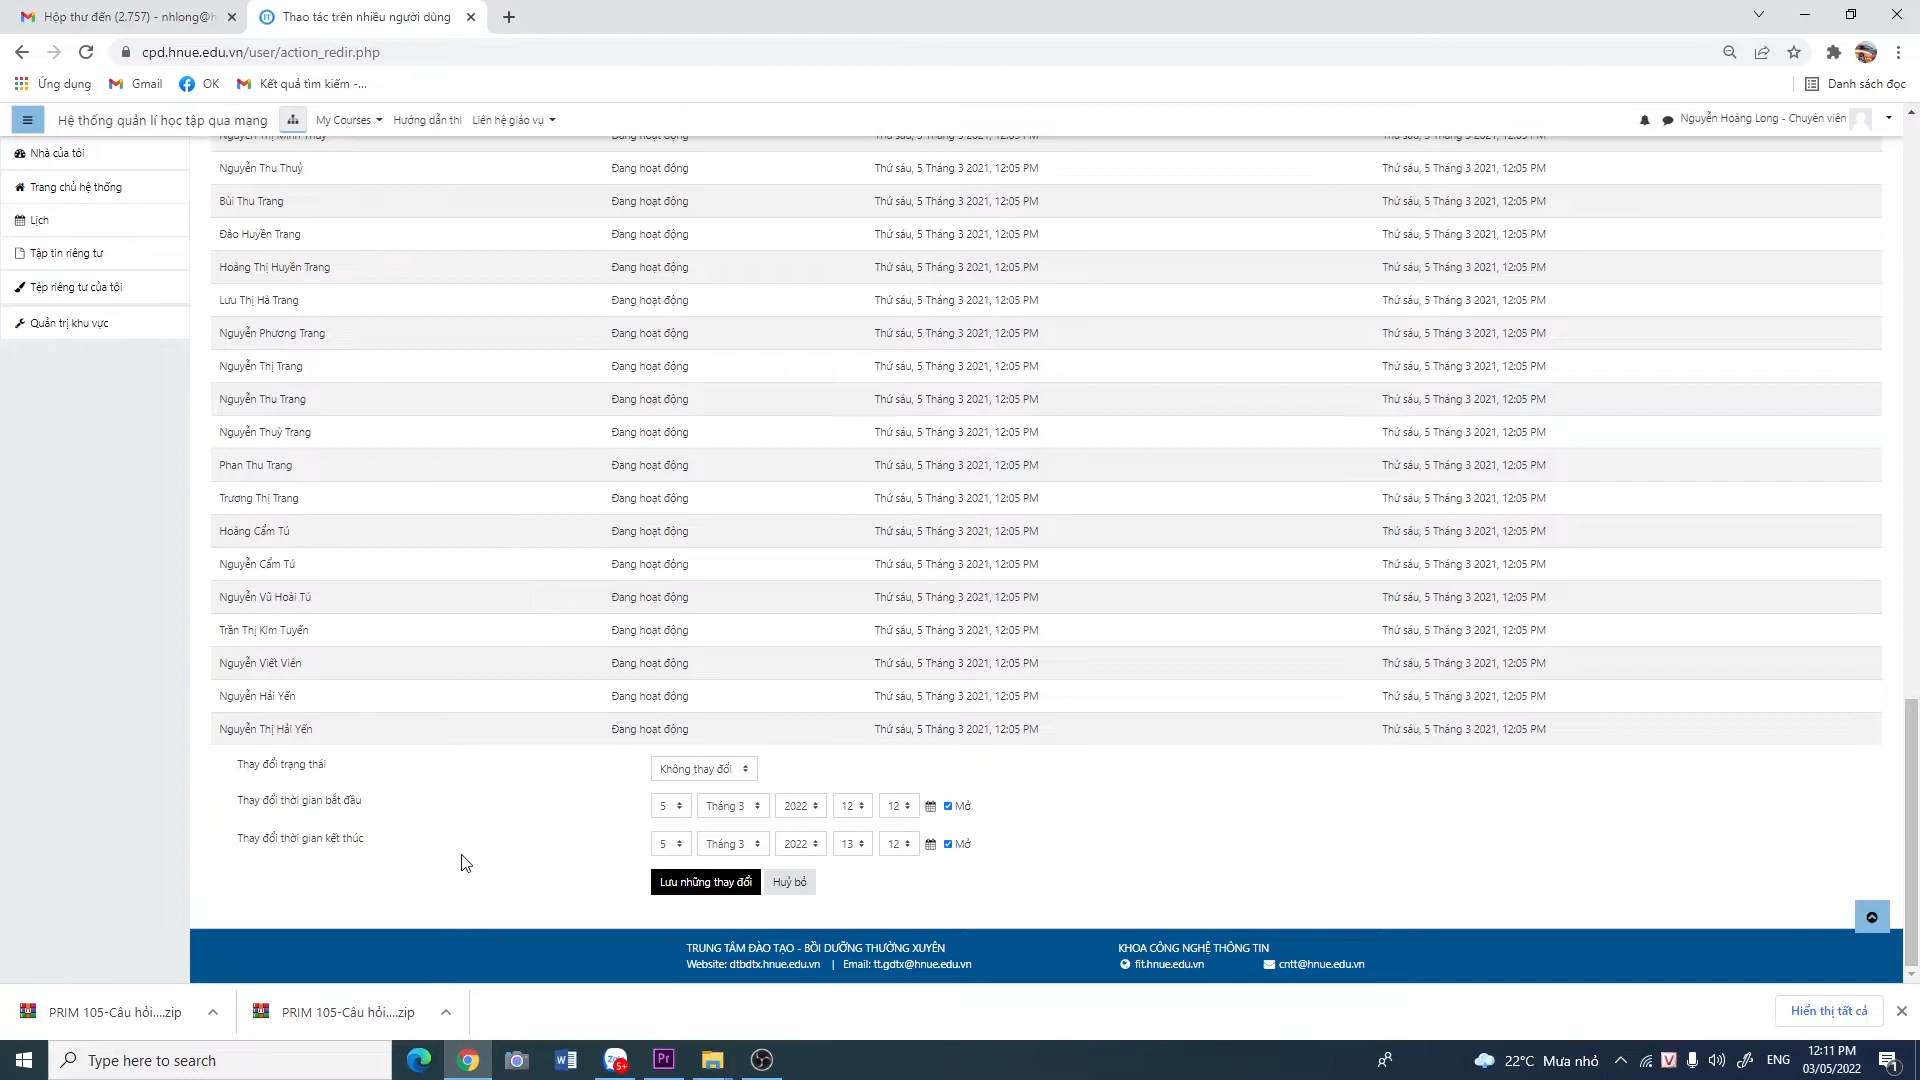 Hộp thư đến (2.757) - nhlong@h
Thao tác trên nhiều người dùng
cpd.hnue.edu.vn/user/action_redir.php
Ứng dụng Gmail OK Kết quả tìm kiếm -... Danh sách đọc
Hệ thống quản lí học tập qua mạng My Courses Hướng dẫn thi Liên hệ giáo vụ Nguyễn Hoàng Long - Chuyên viên
Nhà của tôi
Trang chủ hệ thống
Lịch
Tập tin riêng tư
Tệp riêng tư của tôi
Quản trị khu vực
Nguyễn Thu Thuỷ Đang hoạt động Thứ sáu, 5 Tháng 3 2021, 12:05 PM Thứ sáu, 5 Tháng 3 2021, 12:05 PM
Bùi Thu Trang Đang hoạt động Thứ sáu, 5 Tháng 3 2021, 12:05 PM Thứ sáu, 5 Tháng 3 2021, 12:05 PM
Đào Huyền Trang Đang hoạt động Thứ sáu, 5 Tháng 3 2021, 12:05 PM Thứ sáu, 5 Tháng 3 2021, 12:05 PM
Hoàng Thị Huyền Trang Đang hoạt động Thứ sáu, 5 Tháng 3 2021, 12:05 PM Thứ sáu, 5 Tháng 3 2021, 12:05 PM
Lưu Thị Hà Trang Đang hoạt động Thứ sáu, 5 Tháng 3 2021, 12:05 PM Thứ sáu, 5 Tháng 3 2021, 12:05 PM
Nguyễn Phương Trang Đang hoạt động Thứ sáu, 5 Tháng 3 2021, 12:05 PM Thứ sáu, 5 Tháng 3 2021, 12:05 PM
Nguyễn Thị Trang Đang hoạt động Thứ sáu, 5 Tháng 3 2021, 12:05 PM Thứ sáu, 5 Tháng 3 2021, 12:05 PM
Nguyễn Thu Trang Đang hoạt động Thứ sáu, 5 Tháng 3 2021, 12:05 PM Thứ sáu, 5 Tháng 3 2021, 12:05 PM
Nguyễn Thuỳ Trang Đang hoạt động Thứ sáu, 5 Tháng 3 2021, 12:05 PM Thứ sáu, 5 Tháng 3 2021, 12:05 PM
Phan Thu Trang Đang hoạt động Thứ sáu, 5 Tháng 3 2021, 12:05 PM Thứ sáu, 5 Tháng 3 2021, 12:05 PM
Trương Thị Trang Đang hoạt động Thứ sáu, 5 Tháng 3 2021, 12:05 PM Thứ sáu, 5 Tháng 3 2021, 12:05 PM
Hoàng Cẩm Tú Đang hoạt động Thứ sáu, 5 Tháng 3 2021, 12:05 PM Thứ sáu, 5 Tháng 3 2021, 12:05 PM
Nguyễn Cẩm Tú Đang hoạt động Thứ sáu, 5 Tháng 3 2021, 12:05 PM Thứ sáu, 5 Tháng 3 2021, 12:05 PM
Nguyễn Vũ Hoài Tú Đang hoạt động Thứ sáu, 5 Tháng 3 2021, 12:05 PM Thứ sáu, 5 Tháng 3 2021, 12:05 PM
Trần Thị Kim Tuyến Đang hoạt động Thứ sáu, 5 Tháng 3 2021, 12:05 PM Thứ sáu, 5 Tháng 3 2021, 12:05 PM
Nguyễn Viết Viên Đang hoạt động Thứ sáu, 5 Tháng 3 2021, 12:05 PM Thứ sáu, 5 Tháng 3 2021, 12:05 PM
Nguyễn Hải Yến Đang hoạt động Thứ sáu, 5 Tháng 3 2021, 12:05 PM Thứ sáu, 5 Tháng 3 2021, 12:05 PM
Nguyễn Thị Hải Yến Đang hoạt động Thứ sáu, 5 Tháng 3 2021, 12:05 PM Thứ sáu, 5 Tháng 3 2021, 12:05 PM
Thay đổi trạng thái Không thay đổi
Thay đổi thời gian bắt đầu 5 Tháng 3 2022 12 12 Mở
Thay đổi thời gian kết thúc 5 Tháng 3 2022 13 12 Mở
Lưu những thay đổi Huỷ bỏ
TRUNG TÂM ĐÀO TẠO - BỒI DƯỠNG THƯỜNG XUYÊN KHOA CÔNG NGHỆ THÔNG TIN
Website: dtbdtx.hnue.edu.vn | Email: tt.gdtx@hnue.edu.vn fit.hnue.edu.vn cntt@hnue.edu.vn
PRIM 105-Câu hỏi....zip PRIM 105-Câu hỏi....zip Hiển thị tất cả
Type here to search 5+ Pr 22°C Mưa nhỏ V ENG 12:11 PM
03/05/2022 1